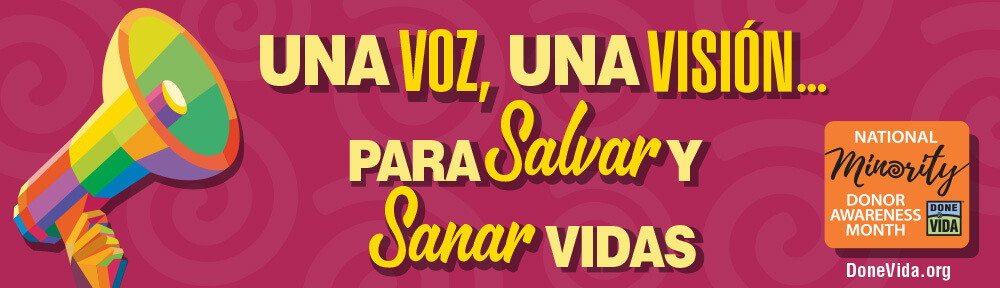 UNA VOZ, UNA VISIÓN...
PARA Salvar Y
Sanar VIDAS
NATIONAL
Minority
DONOR
AWARENESS
MONTH
DONE
VIDA
DoneVida.org